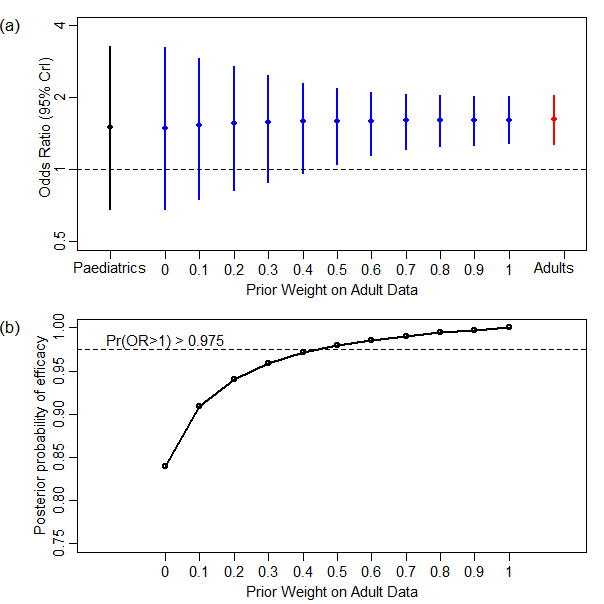 (a)
Odds Ratio (95% CrI)
4
2
1
0.5
Paediatrics 0 0.1 0.2 0.3 0.4 0.5 0.6 0.7 0.8 0.9 1 Adults
Prior Weight on Adult Data
(b)
Posterior probability of efficacy
1.00
0.95
0.90
0.85
0.80
0.75
Pr(OR>1) > 0.975
0 0.1 0.2 0.3 0.4 0.5 0.6 0.7 0.8 0.9 1
Prior Weight on Adult Data